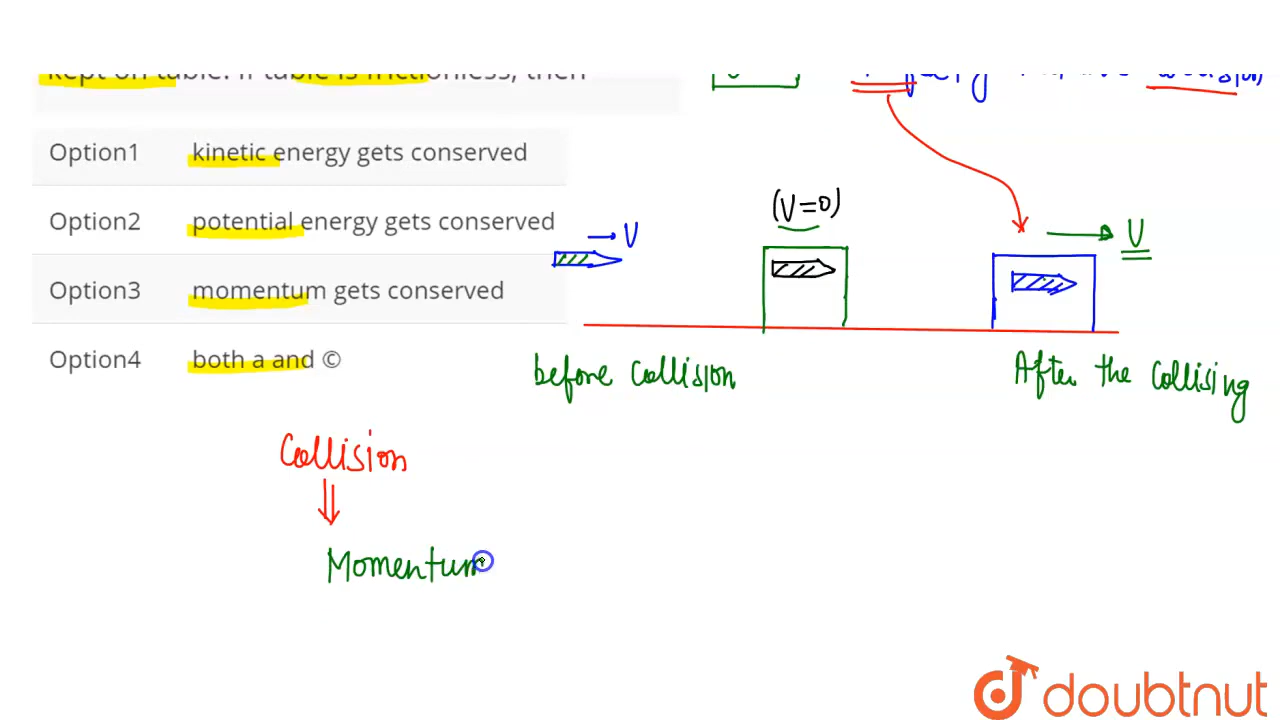 kept on table. If table is frictionless, then
Option1 kinetic energy gets conserved
Option2 potential energy gets conserved
Option3 momentum gets conserved
Option4 both a and ©
(V=0)
V
V
before Collision
After the Collising
Collision
Momentum
doubtnut